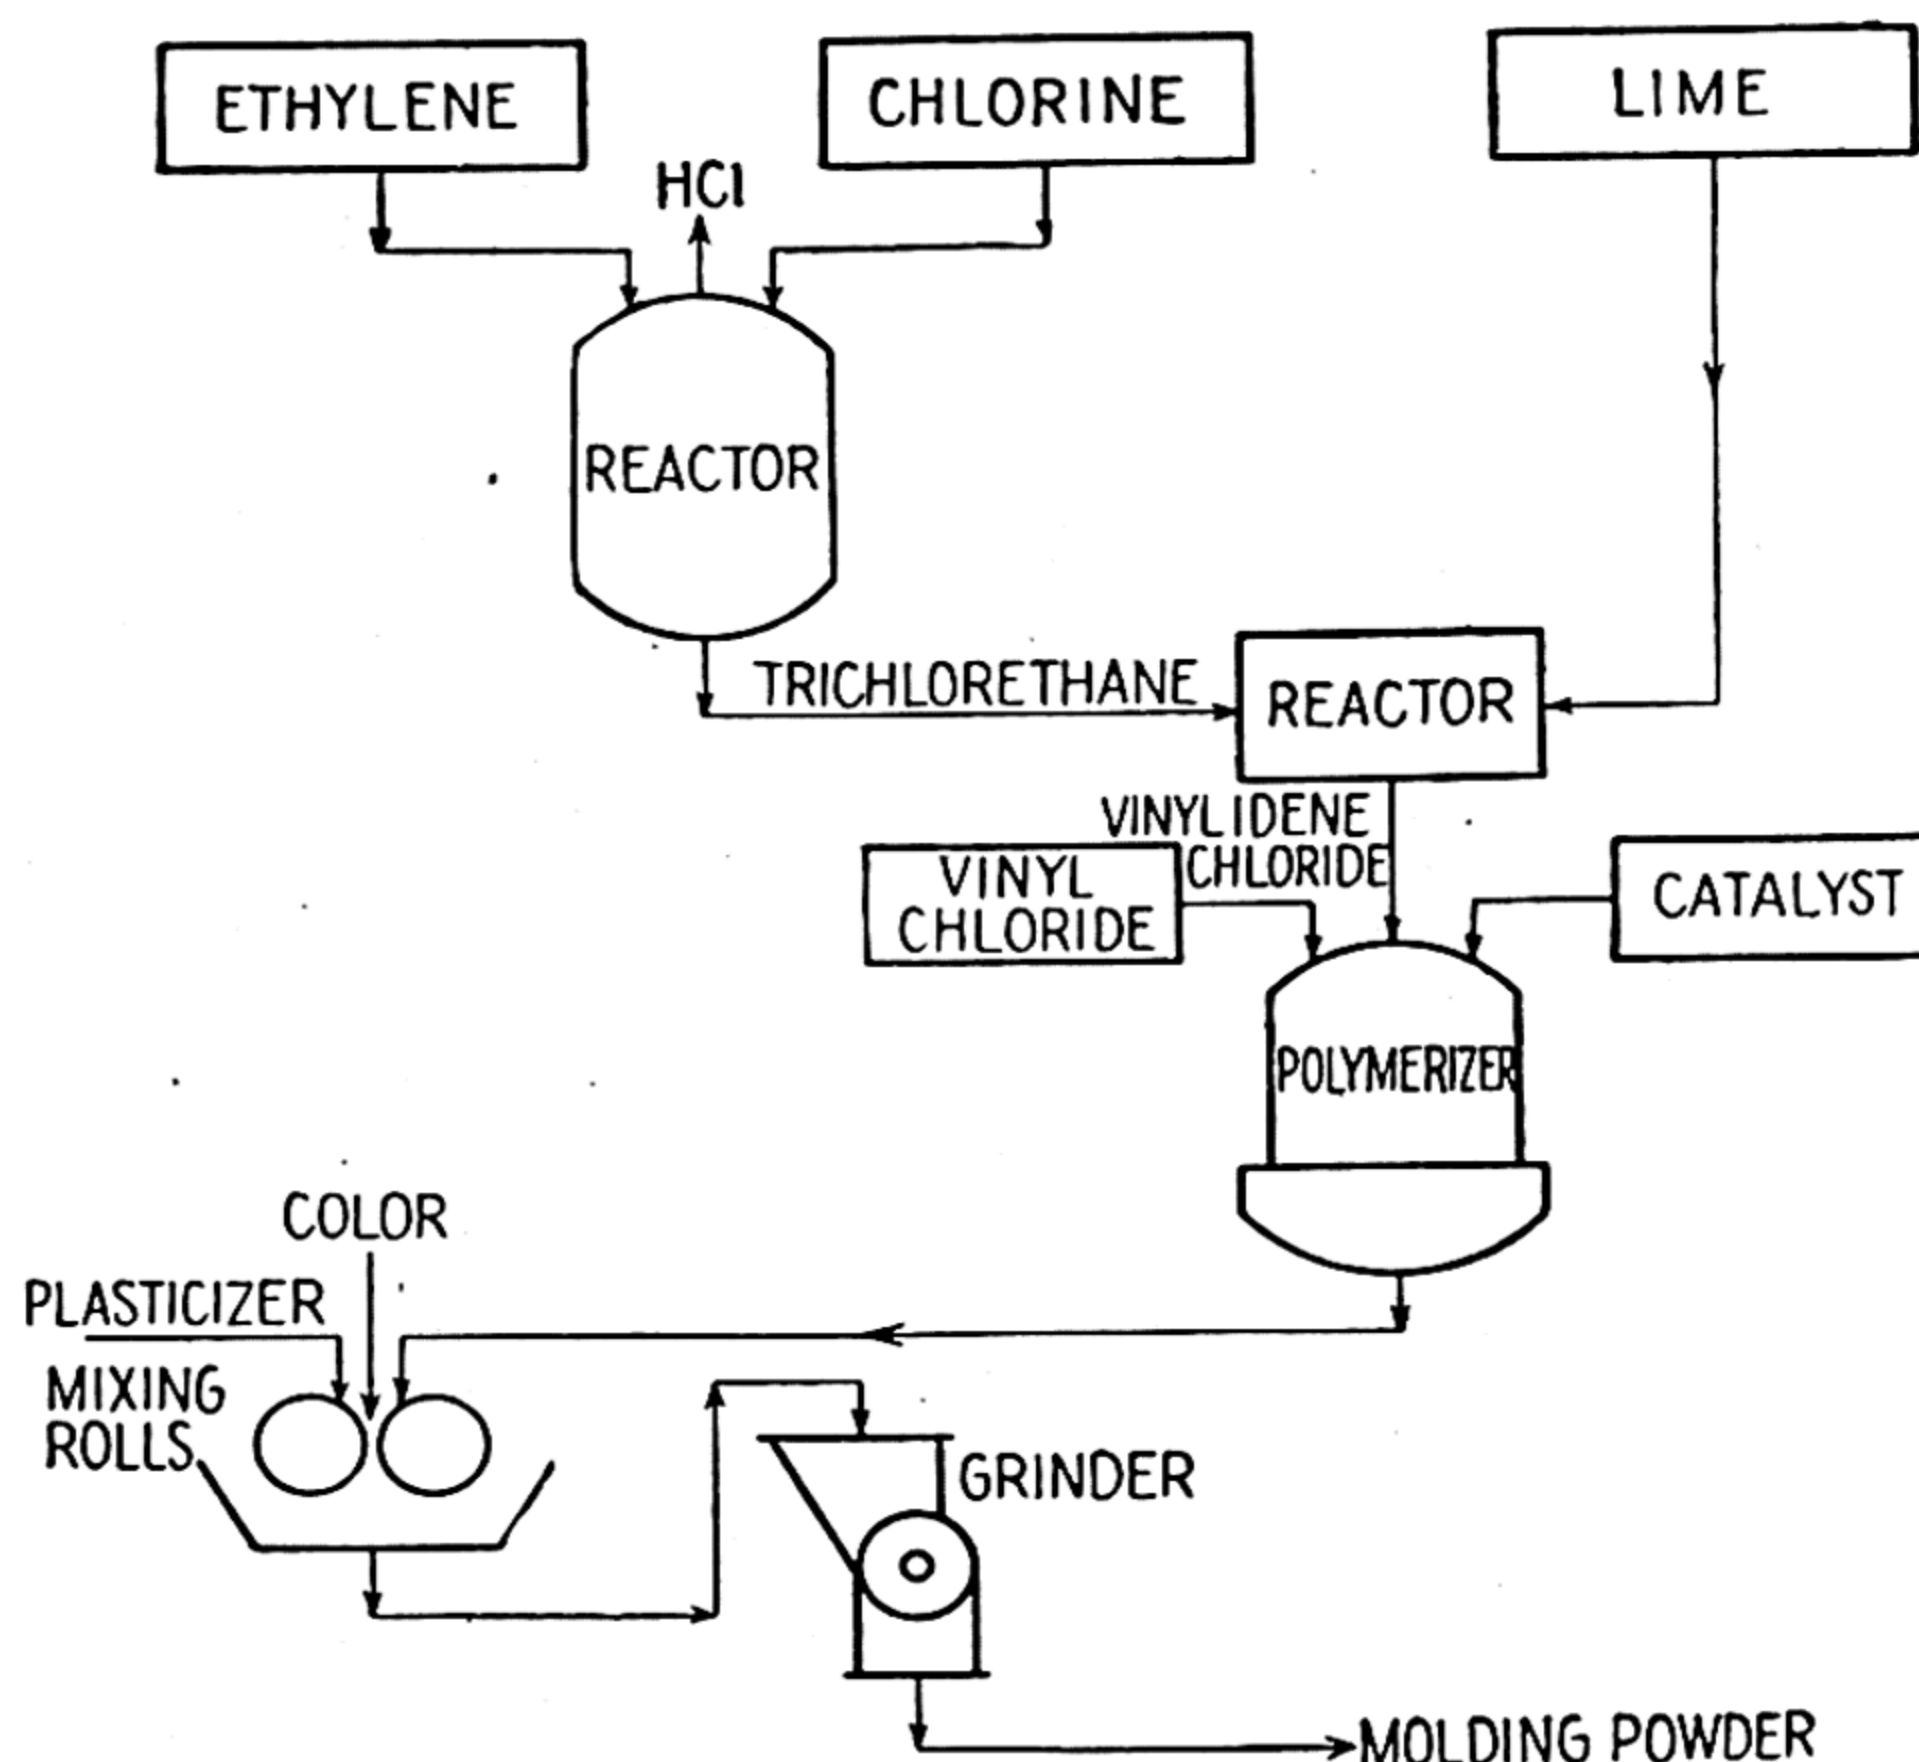 ETHYLENE
CHLORINE
LIME
HCl
REACTOR
TRICHLORETHANE
REACTOR
VINYLIDENE
CHLORIDE
VINYL
CHLORIDE
CATALYST
POLYMERIZER
COLOR
PLASTICIZER
MIXING
ROLLS
GRINDER
MOLDING POWDER